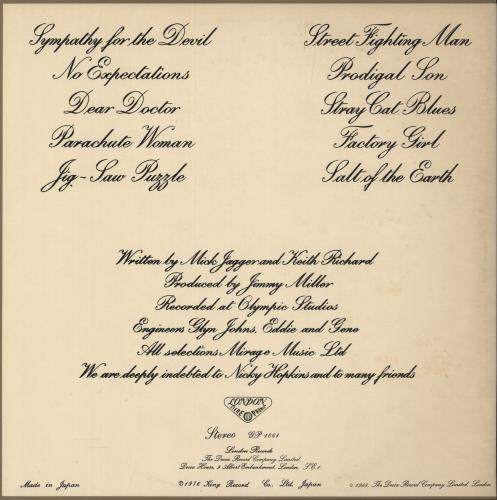 Sympathy for the Devil
No Expectations
Dear Doctor
Parachute Woman
Jig-Saw Puzzle
Street Fighting Man
Prodigal Son
Stray Cat Blues
Factory Girl
Salt of the Earth
Written by Mick Jagger and Keith Richard
Produced by Jimmy Miller
Recorded at Olympic Studios
Engineers Glyn Johns, Eddie and Gene
All selections Mirage Music Ltd
We are deeply indebted to Nicky Hopkins and to many friends
LONDON
Stereo GP 1061
London Records
The Decca Record Company Limited
Decca House, 9 Albert Embankment, London, S.E.1.
Made in Japan
© 1976 King Record Co. Ltd. Japan
© 1968, The Decca Record Company Limited, London